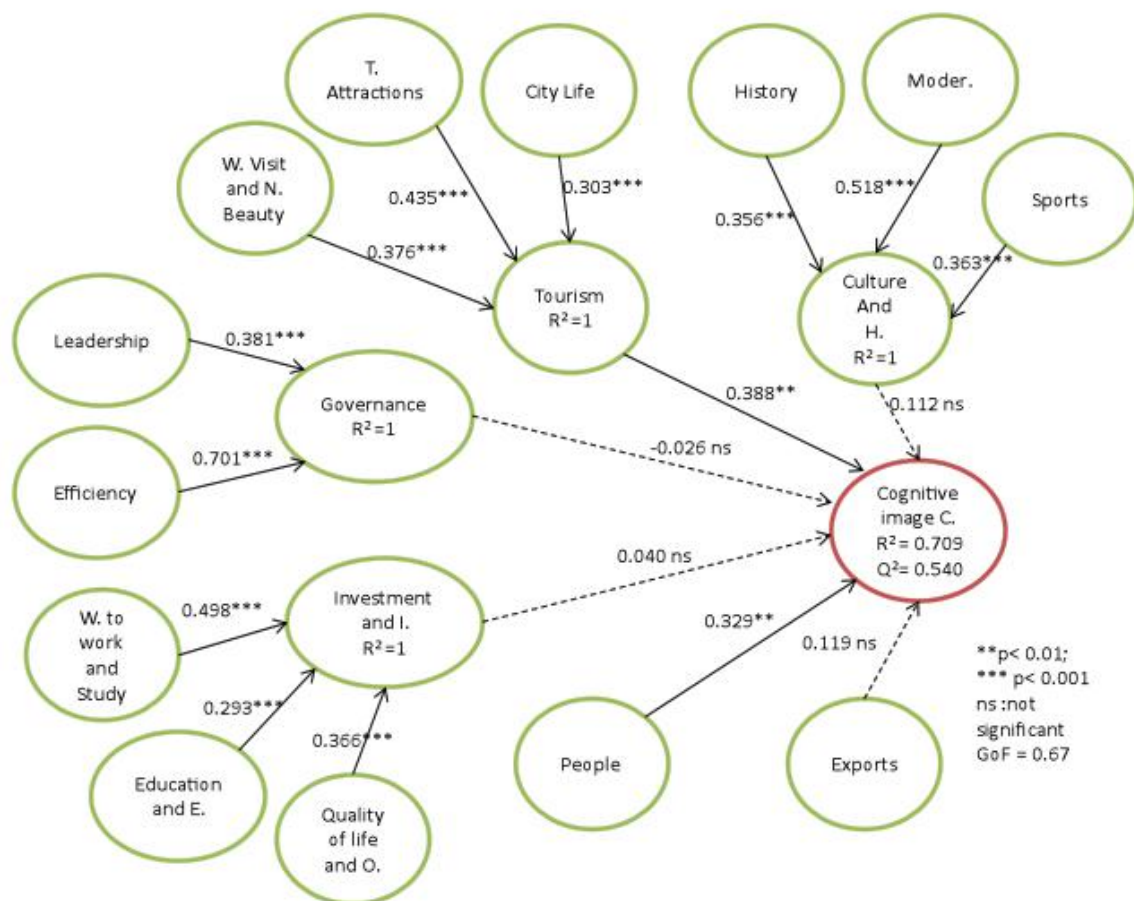 T.
Attractions
City Life
History
Moder.
W. Visit
and N.
Beauty
Sports
0.435***
0.303***
0.518***
0.356***
0.376***
0.363***
Tourism
R²=1
Culture
And
H.
R²=1
Leadership
0.381***
Governance
R²=1
0.388**
0.112 ns
Efficiency
0.701***
-0.026 ns
Cognitive
image C.
R²= 0.709
Q²= 0.540
0.040 ns
W. to
work
and
Study
0.498***
Investment
and I.
R²=1
0.329**
0.119 ns
0.293***
0.366***
Education
and E.
Quality
of life
and O.
People
Exports
**p< 0.01;
*** p< 0.001
ns :not
significant
GoF = 0.67